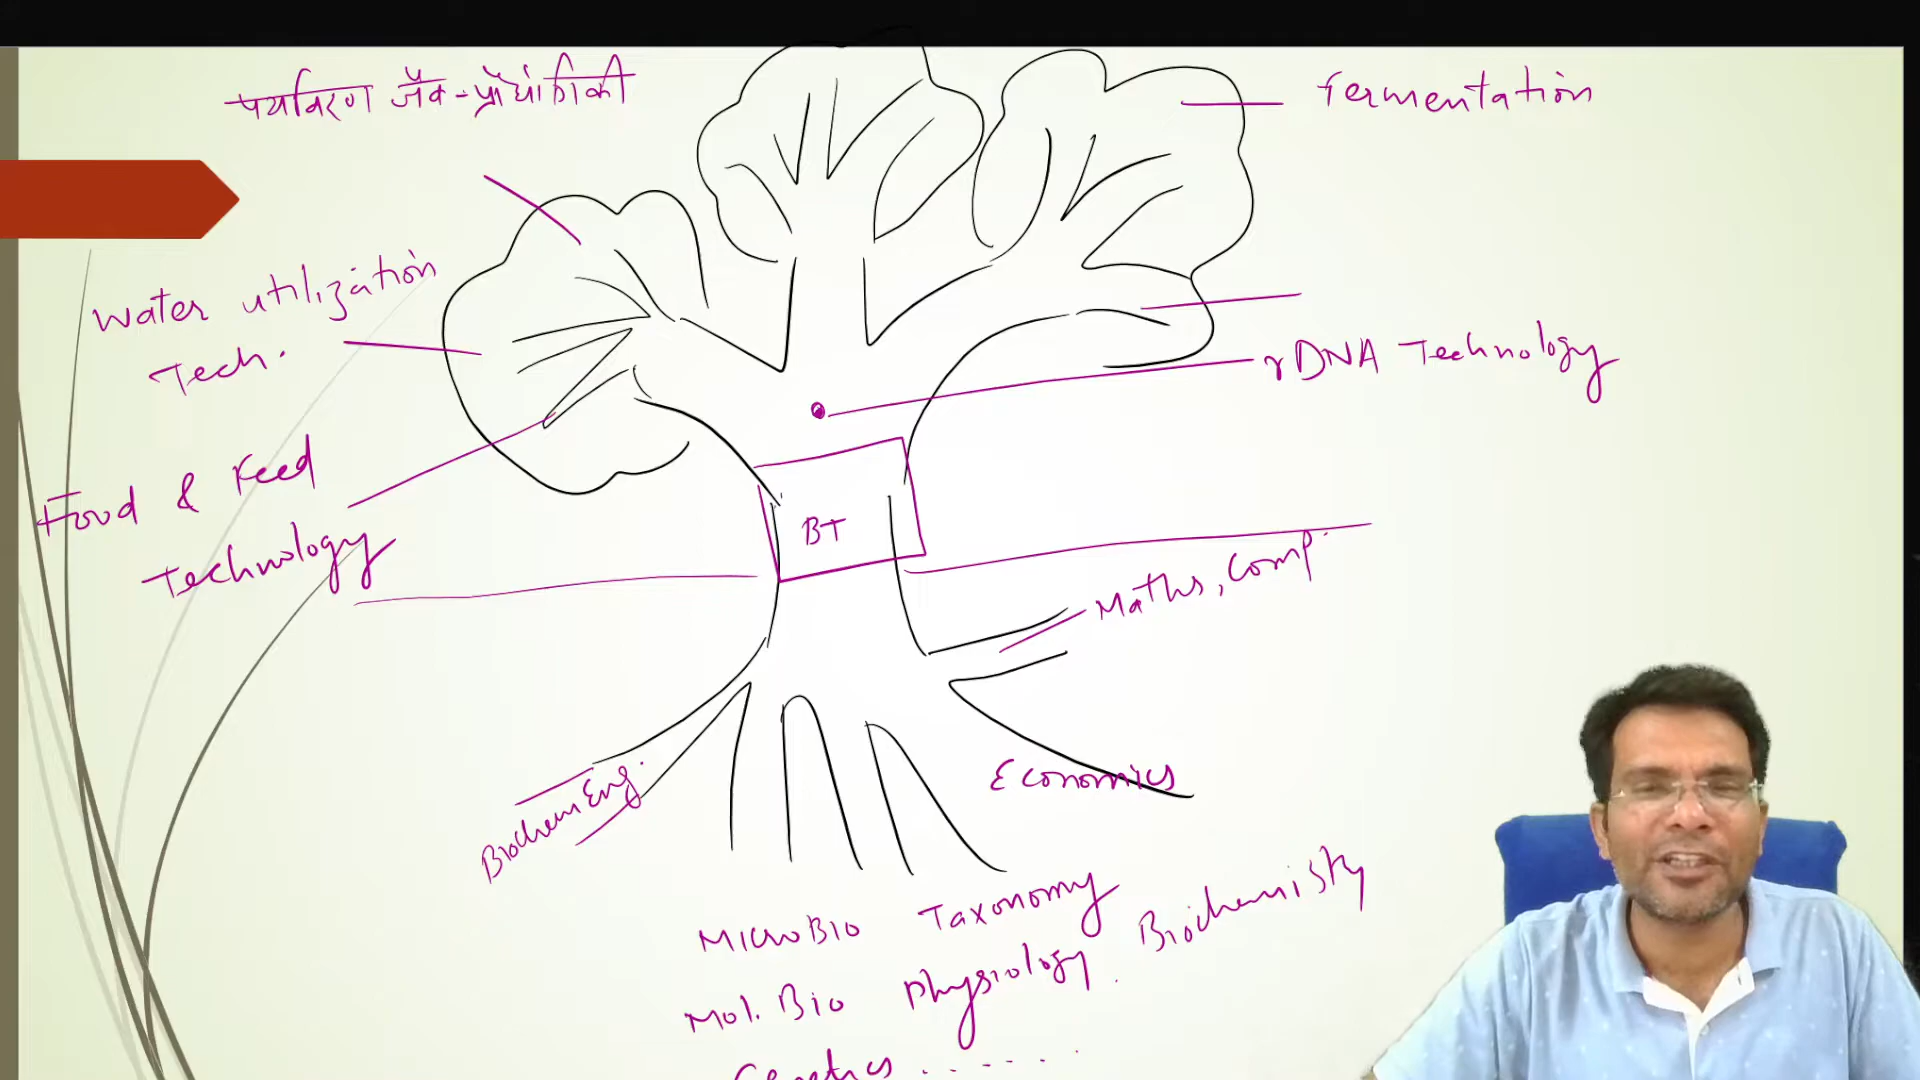 पर्यावरण जैव-प्रौद्योगिकी
Fermentation
Water utilization
Tech.
rDNA Technology
Food & Feed
Technology
BT
Maths, Comp.
Biochem Eng.
Economics
MicroBio Taxonomy
Biochemistry
Mol. Bio Physiology.
Genetics ......